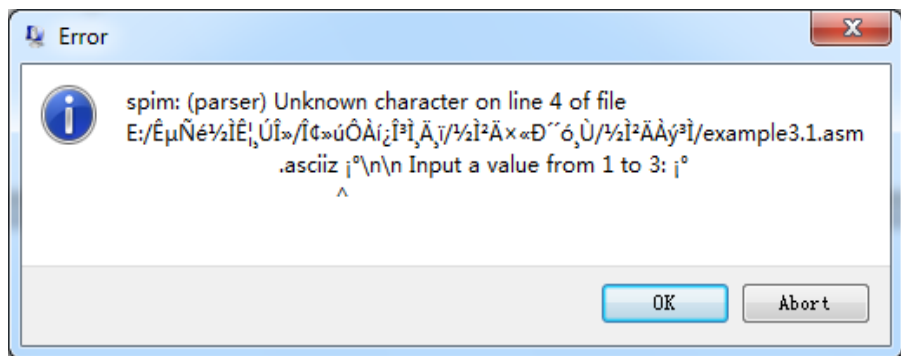 Error
spim: (parser) Unknown character on line 4 of file
E:/ÊµÑé½ÌÊ¦¸ÚÎ»/Î¢»úÔÀí¿Î³Ì¸Ä¸ï/½Ì²Ä×«Ð´´ó¸Ù/½Ì²ÄÀý³Ì/example3.1.asm
.asciiz ¡°\n\n Input a value from 1 to 3: ¡°
^
OK Abort